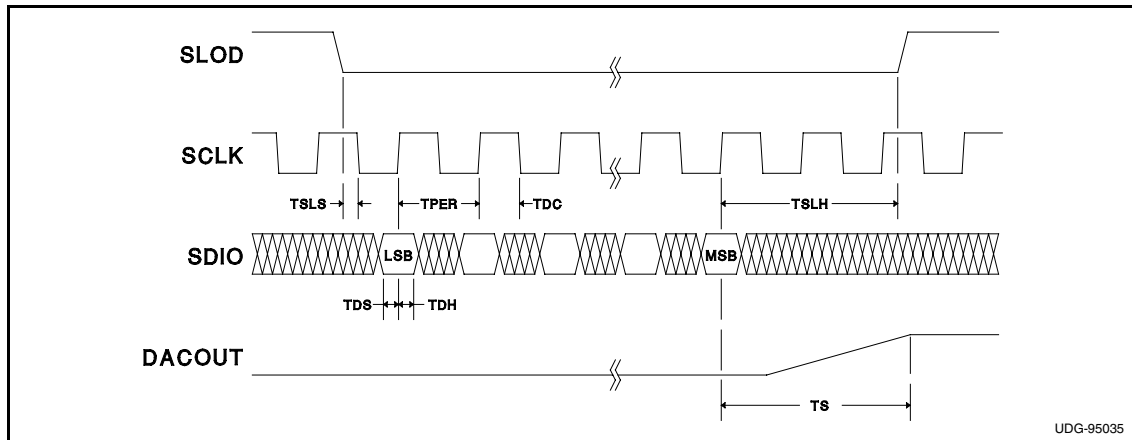 SLOD
SCLK
TSLS
TPER
TDC
TSLH
SDIO
LSB
MSB
TDS
TDH
DACOUT
TS
UDG-95035